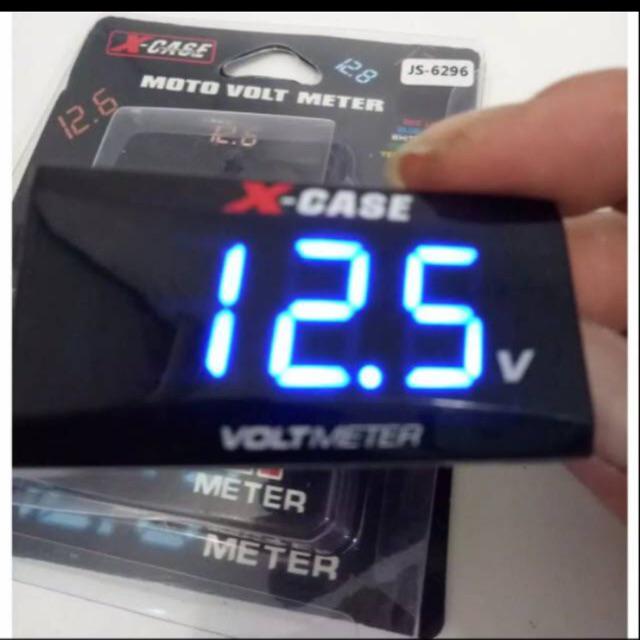 X-CASE
12.8
JS-6296
MOTO VOLT METER
12.6
12.6
X-CASE
12.5
V
VOLTMETER
METER
METER